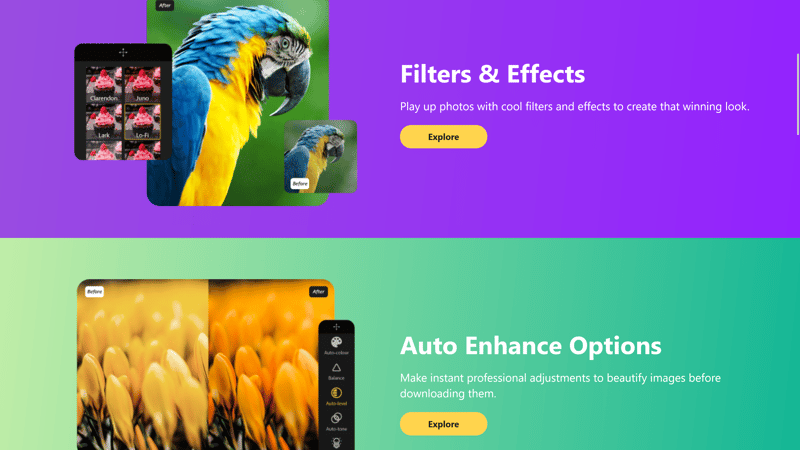 After
Clarendon
Juno
Lark
Lo-Fi
Before
Filters & Effects
Play up photos with cool filters and effects to create that winning look.
Explore
Before
After
Auto-colour
Balance
Auto-level
Auto-tone
Auto Enhance Options
Make instant professional adjustments to beautify images before
downloading them.
Explore